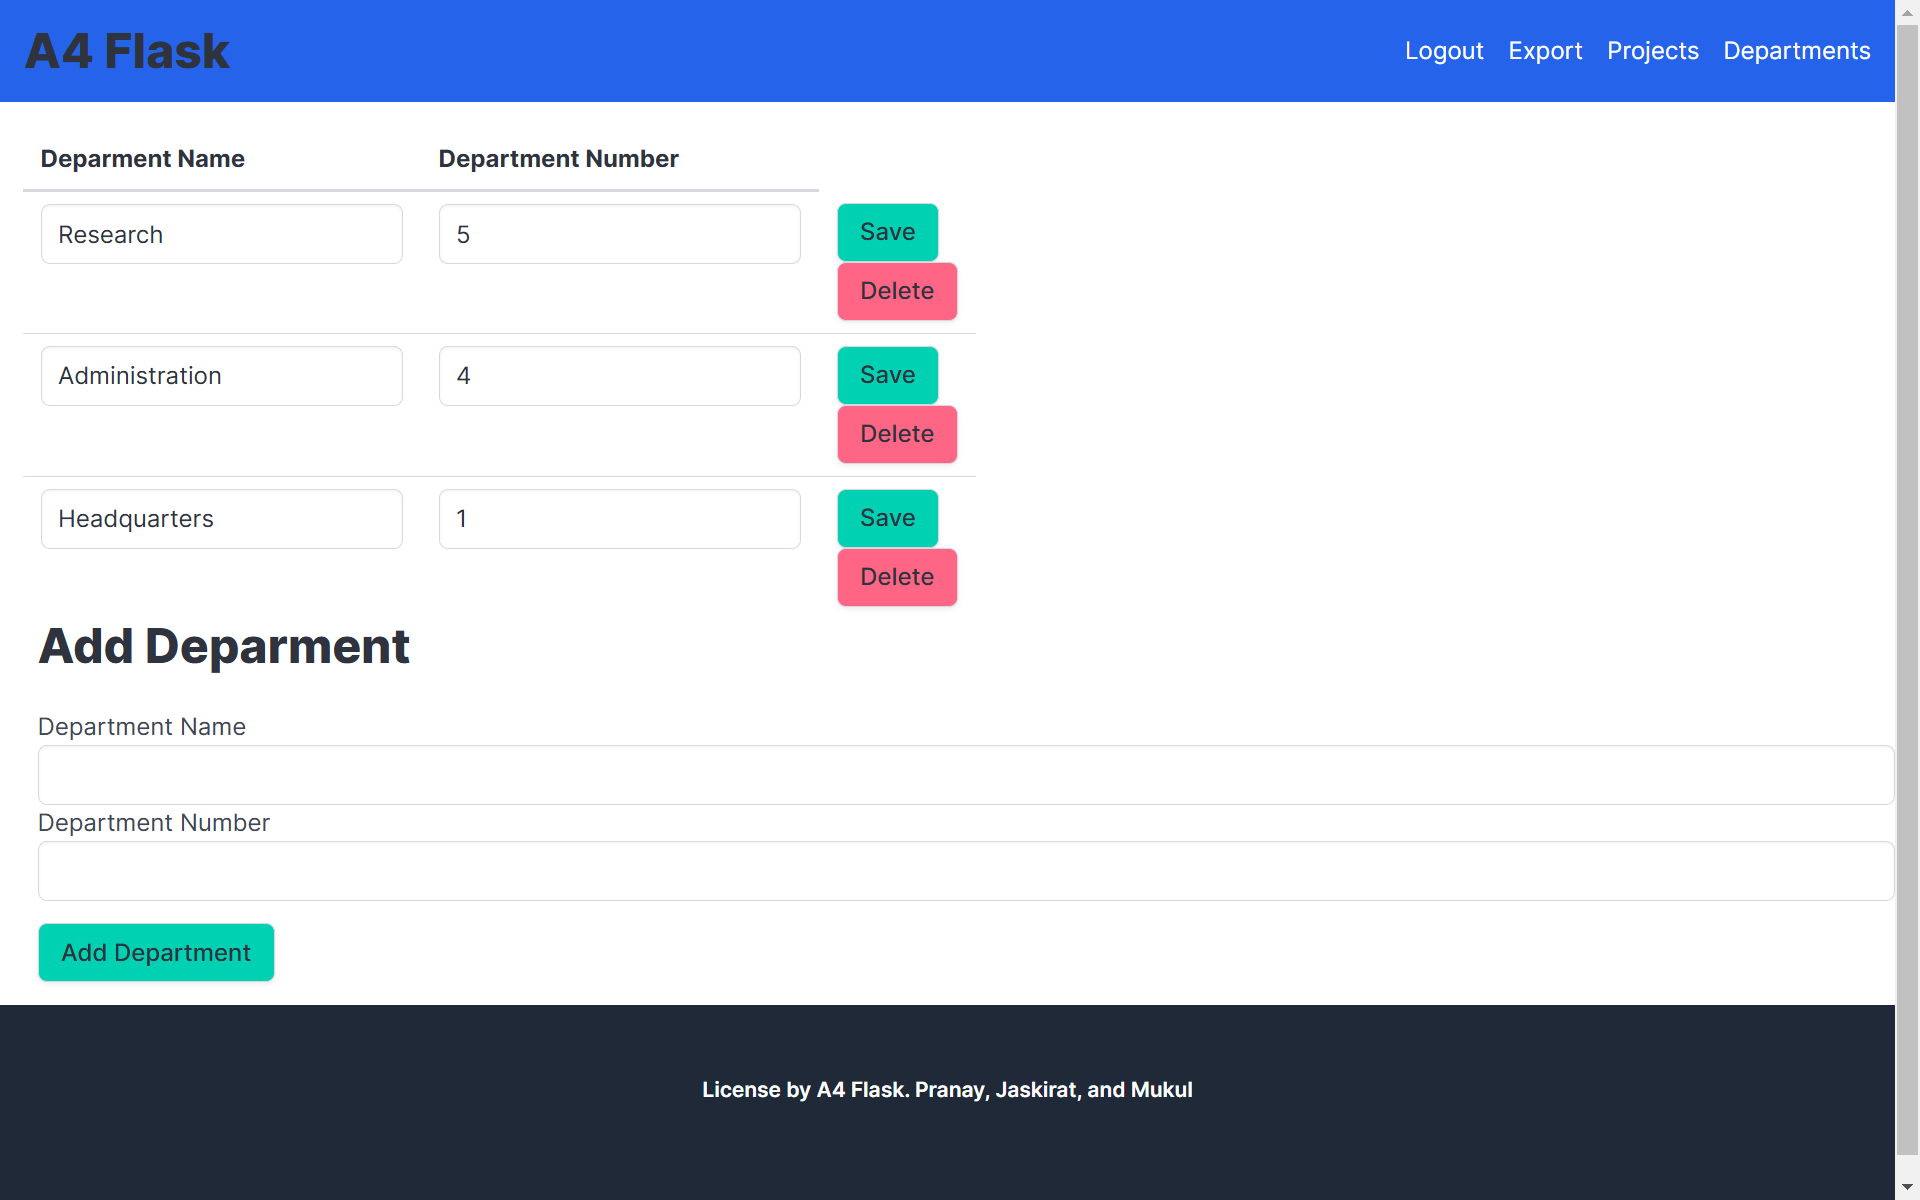 A4 Flask
Logout Export Projects Departments
Deparment Name Department Number
Research 5 Save
Delete
Administration 4 Save
Delete
Headquarters 1 Save
Delete
Add Deparment
Department Name
Department Number
Add Department
License by A4 Flask. Pranay, Jaskirat, and Mukul